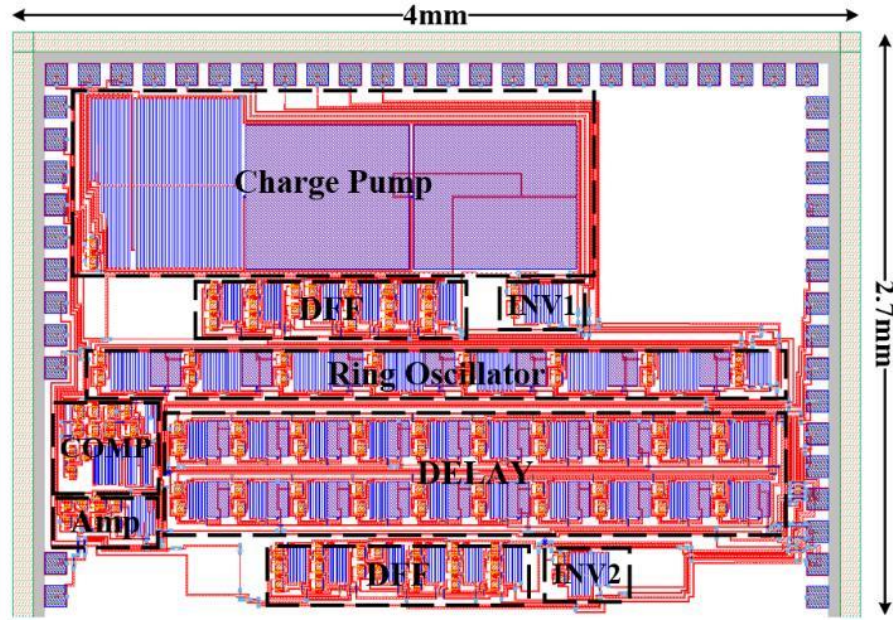 4mm
Charge Pump
2.7mm
DFF
INV1
Ring Oscillator
COMP
DELAY
Amp
DFF
INV2